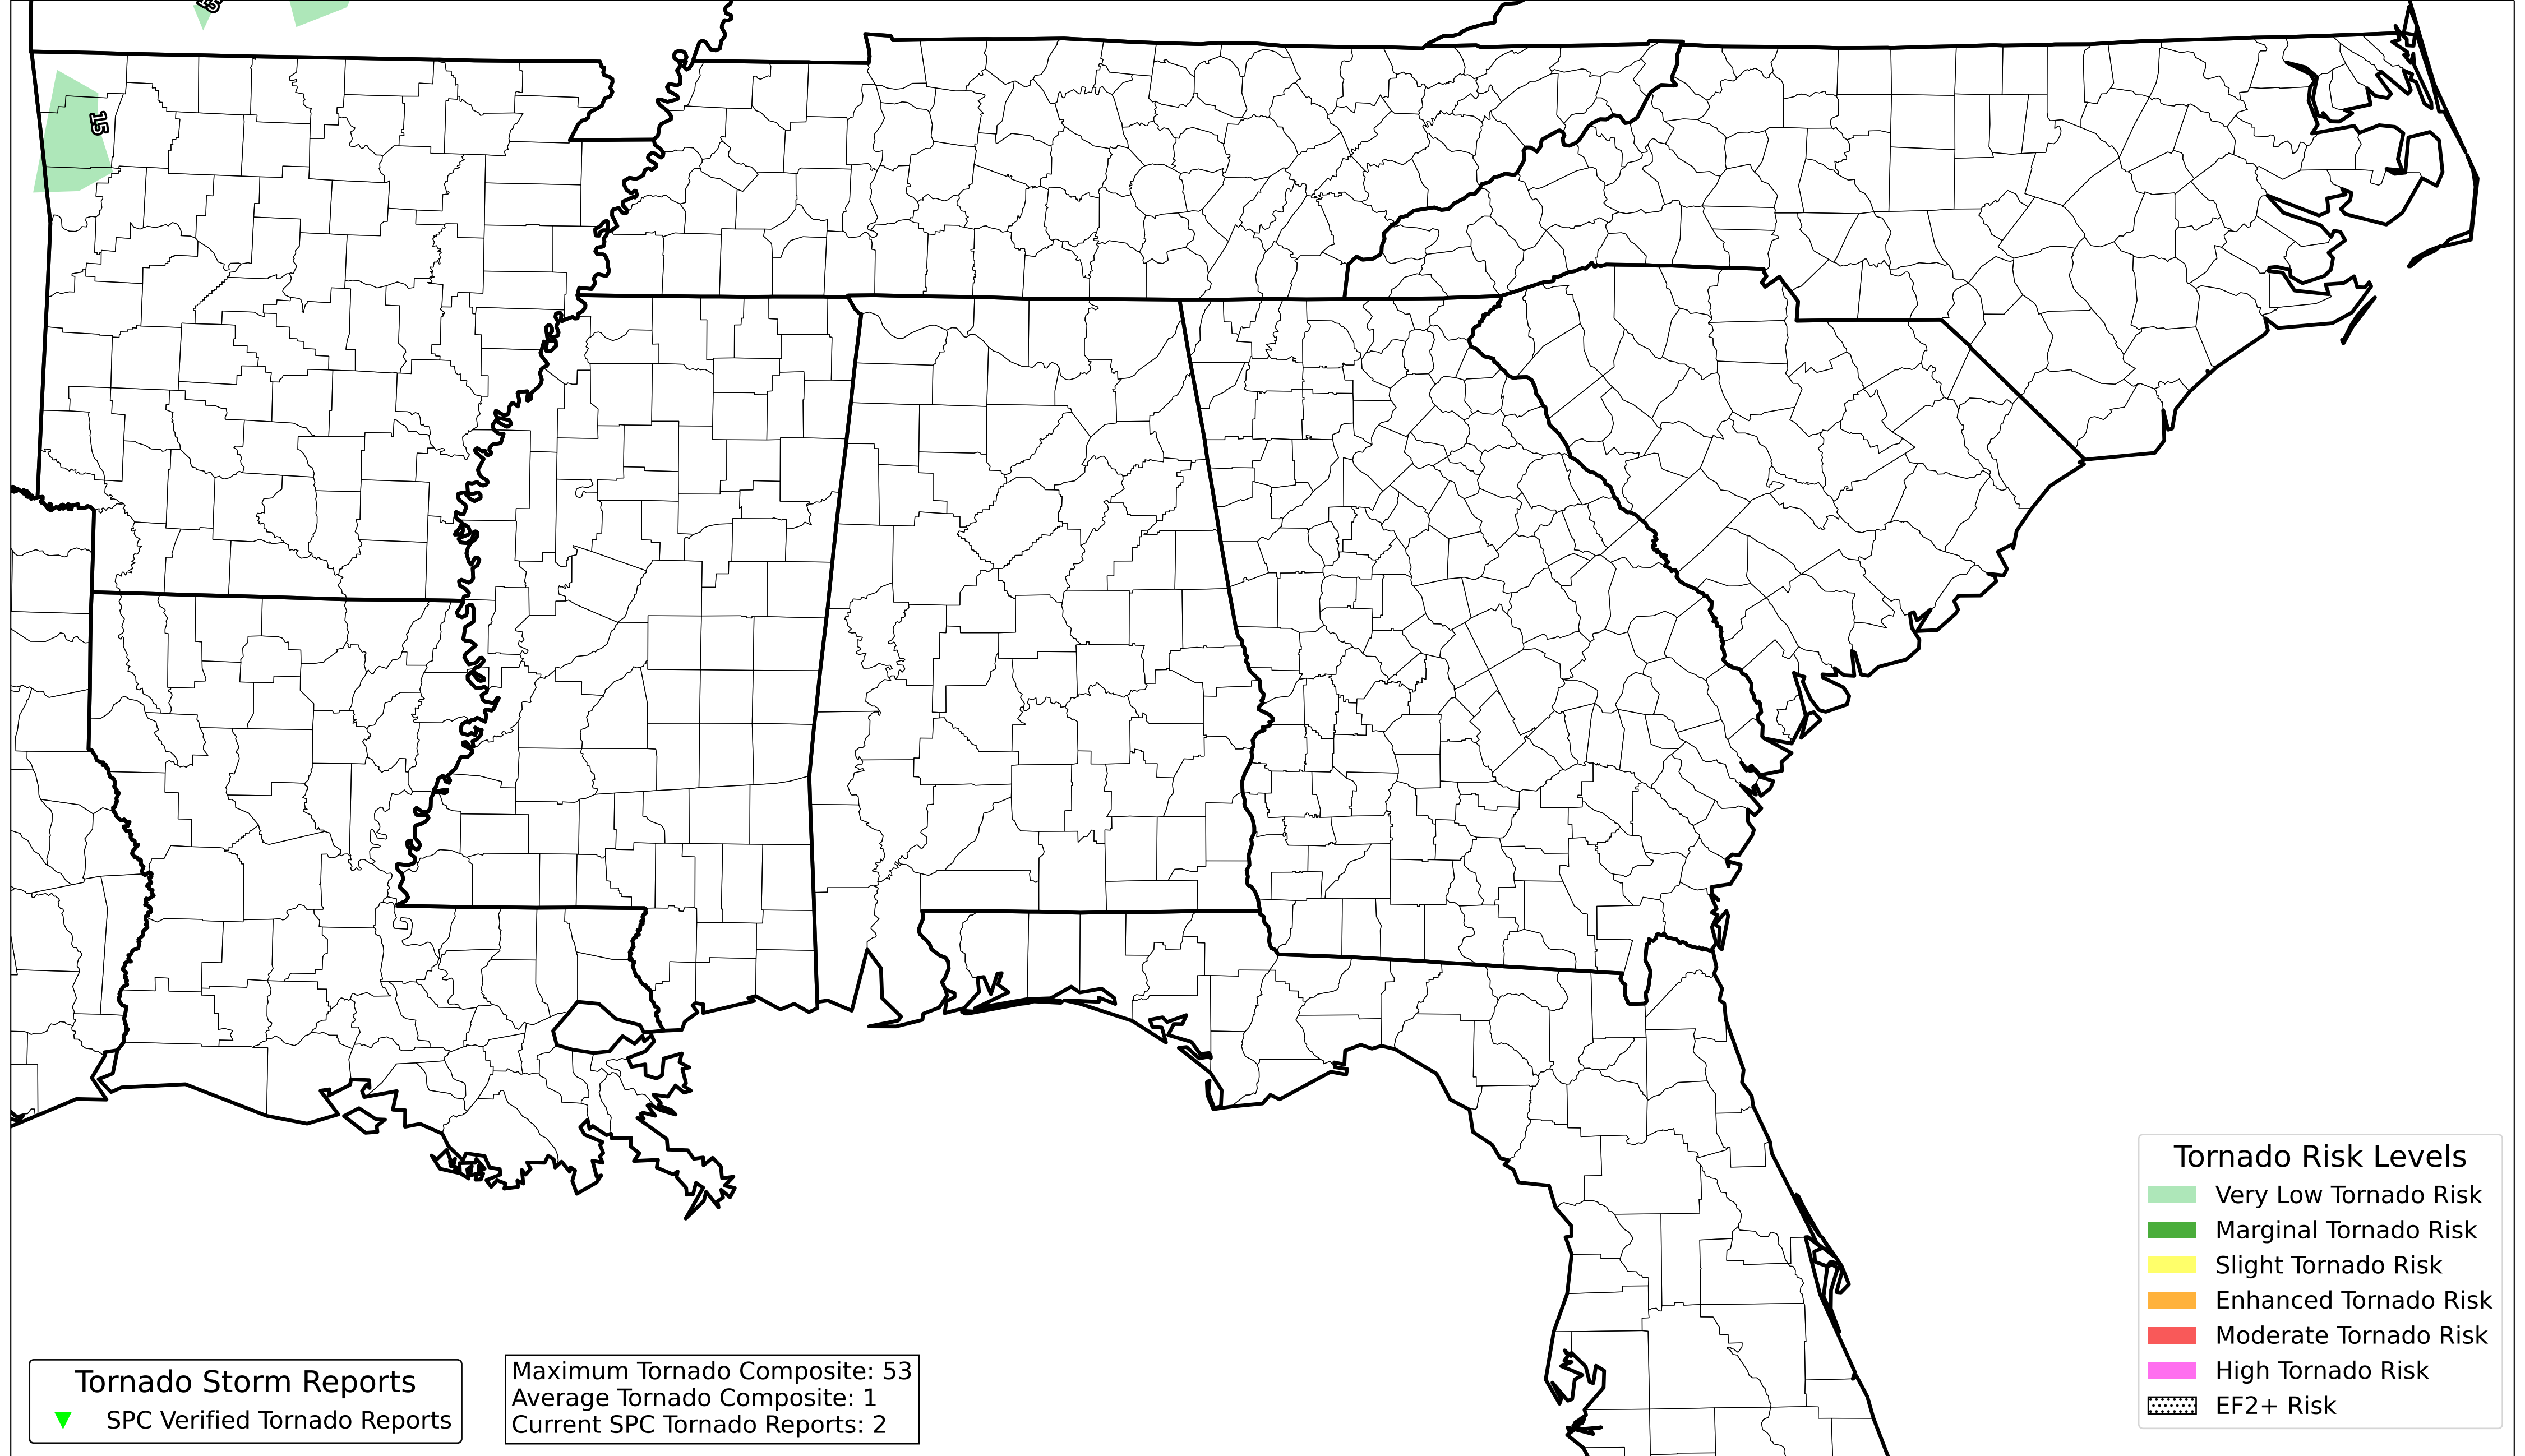 15
15
Tornado Risk Levels
Very Low Tornado Risk
Marginal Tornado Risk
Slight Tornado Risk
Enhanced Tornado Risk
Moderate Tornado Risk
High Tornado Risk
EF2+ Risk
Tornado Storm Reports
SPC Verified Tornado Reports
Maximum Tornado Composite: 53
Average Tornado Composite: 1
Current SPC Tornado Reports: 2